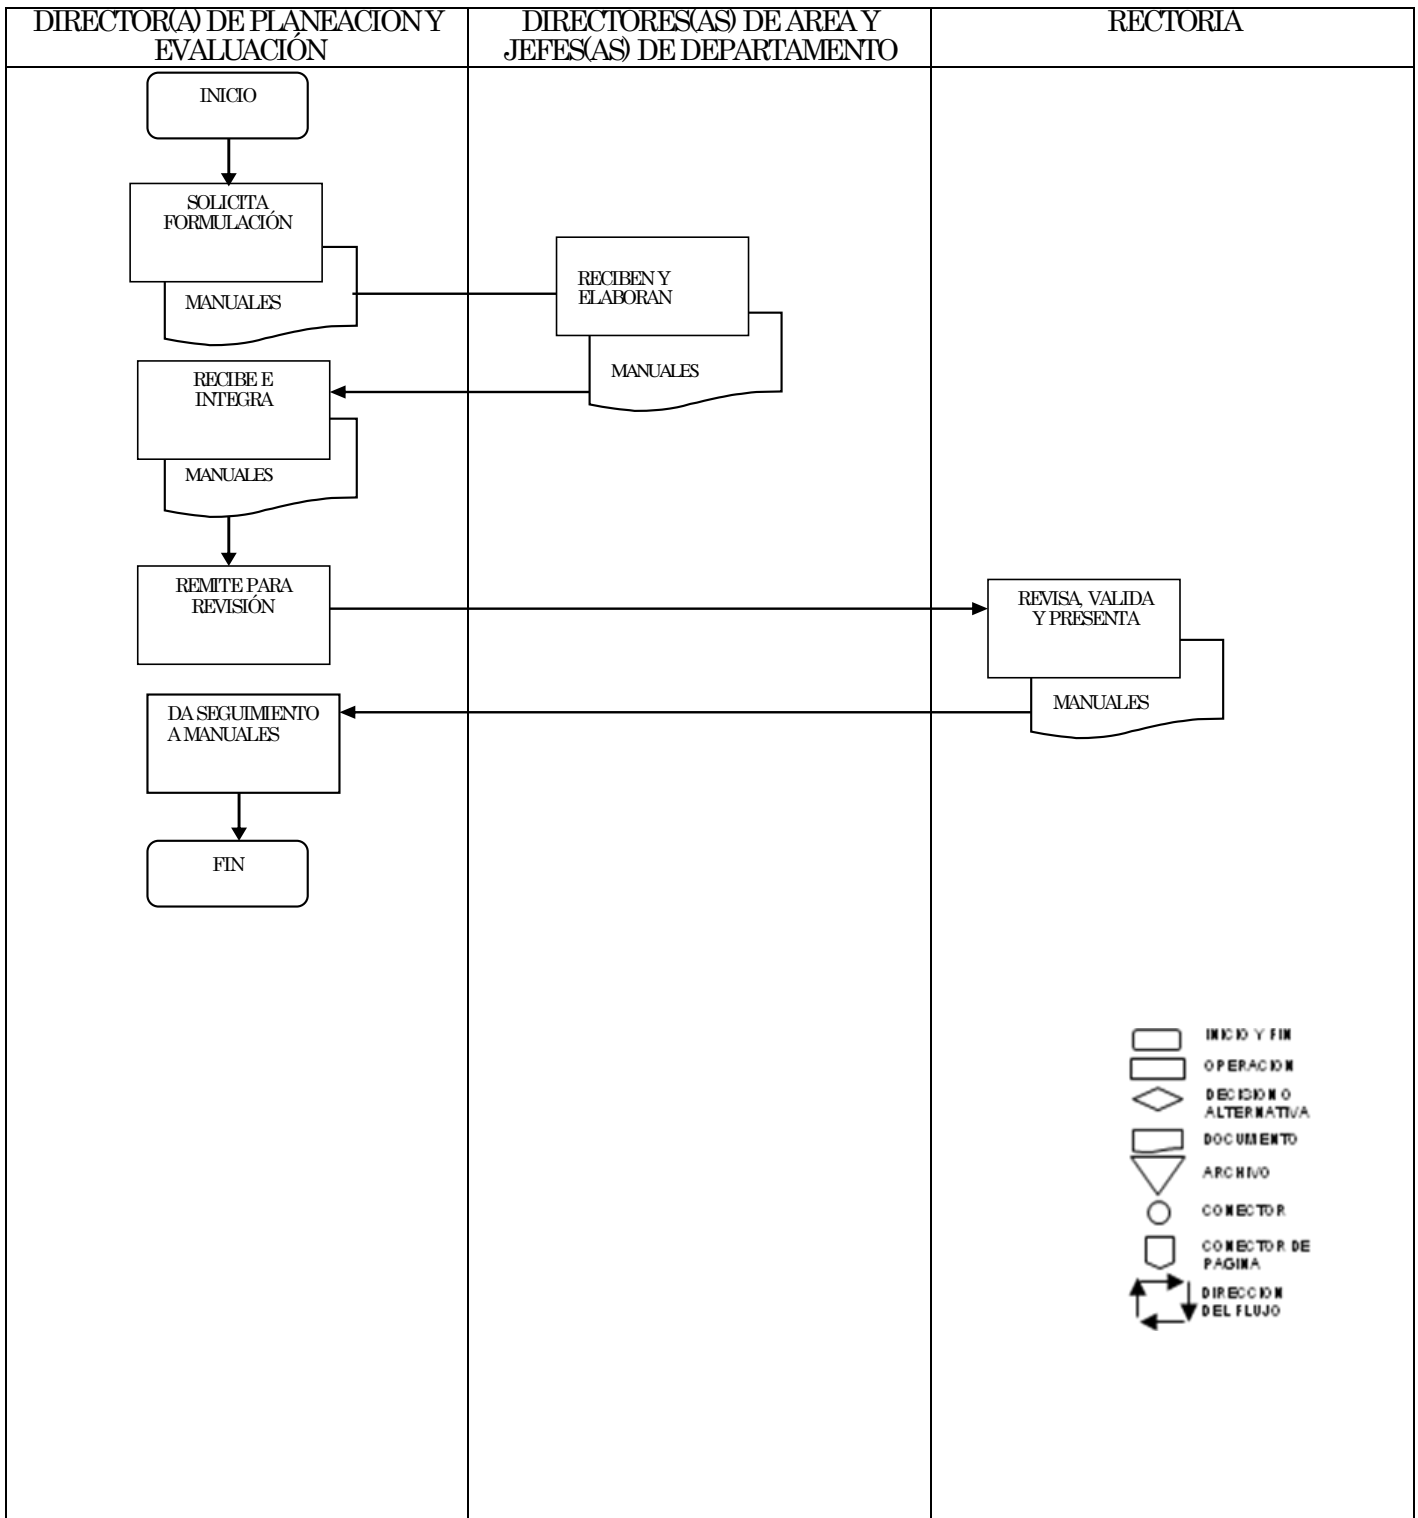 DIRECTOR(A) DE PLANEACION Y
EVALUACIÓN
DIRECTORES(AS) DE AREA Y
JEFES(AS) DE DEPARTAMENTO
RECTORIA
INICIO
SOLICITA
FORMULACIÓN
MANUALES
RECIBEN Y
ELABORAN
MANUALES
RECIBE E
INTEGRA
MANUALES
REMITE PARA
REVISIÓN
REVISA, VALIDA
Y PRESENTA
MANUALES
DA SEGUIMIENTO
A MANUALES
FIN
INICIO Y FIN
OPERACION
DECISION O
ALTERNATIVA
DOCUMENTO
ARCHIVO
CONECTOR
CONECTOR DE
PAGINA
DIRECCION
DEL FLUJO